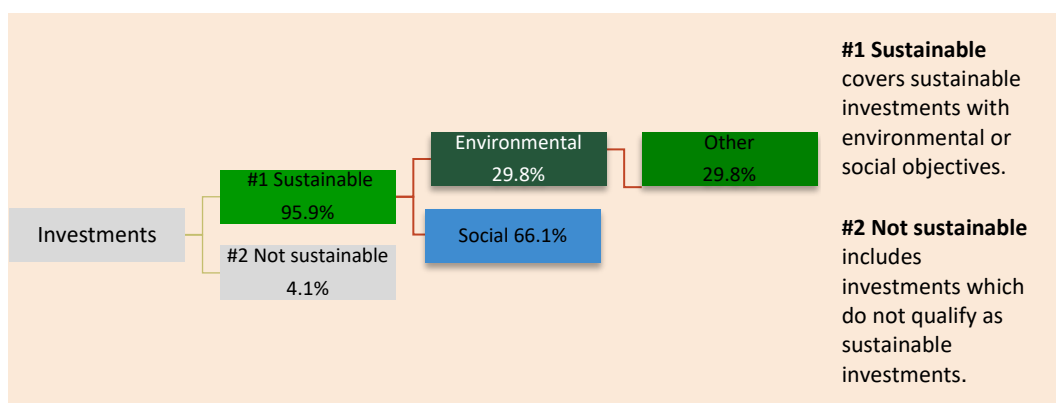 Investments
#1 Sustainable
95.9%
#2 Not sustainable
4.1%
Environmental
29.8%
Social 66.1%
Other
29.8%
#1 Sustainable
covers sustainable
investments with
environmental or
social objectives.
#2 Not sustainable
includes
investments which
do not qualify as
sustainable
investments.